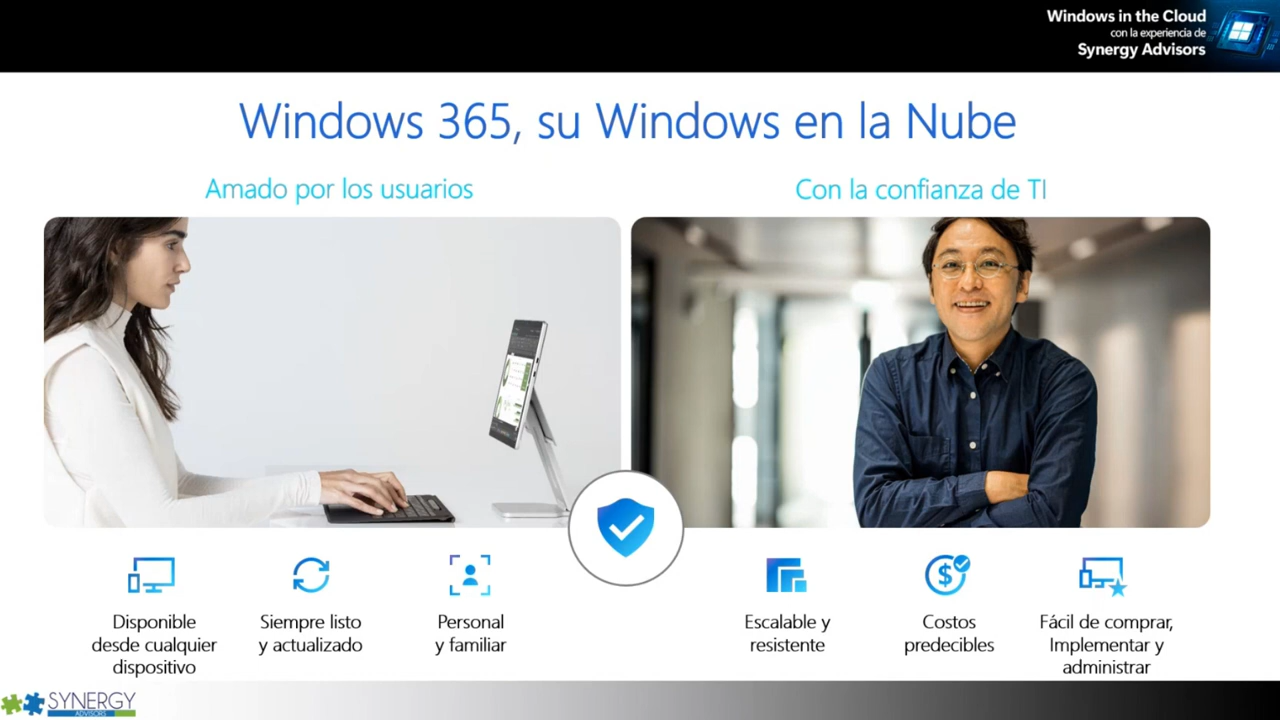 Windows in the Cloud
con la experiencia de
Synergy Advisors
Windows 365, su Windows en la Nube
Amado por los usuarios
Con la confianza de TI
Disponible
desde cualquier
dispositivo
Siempre listo
y actualizado
Personal
y familiar
Escalable y
resistente
Costos
predecibles
Fácil de comprar,
Implementar y
administrar
SYNERGY
ADVISORS